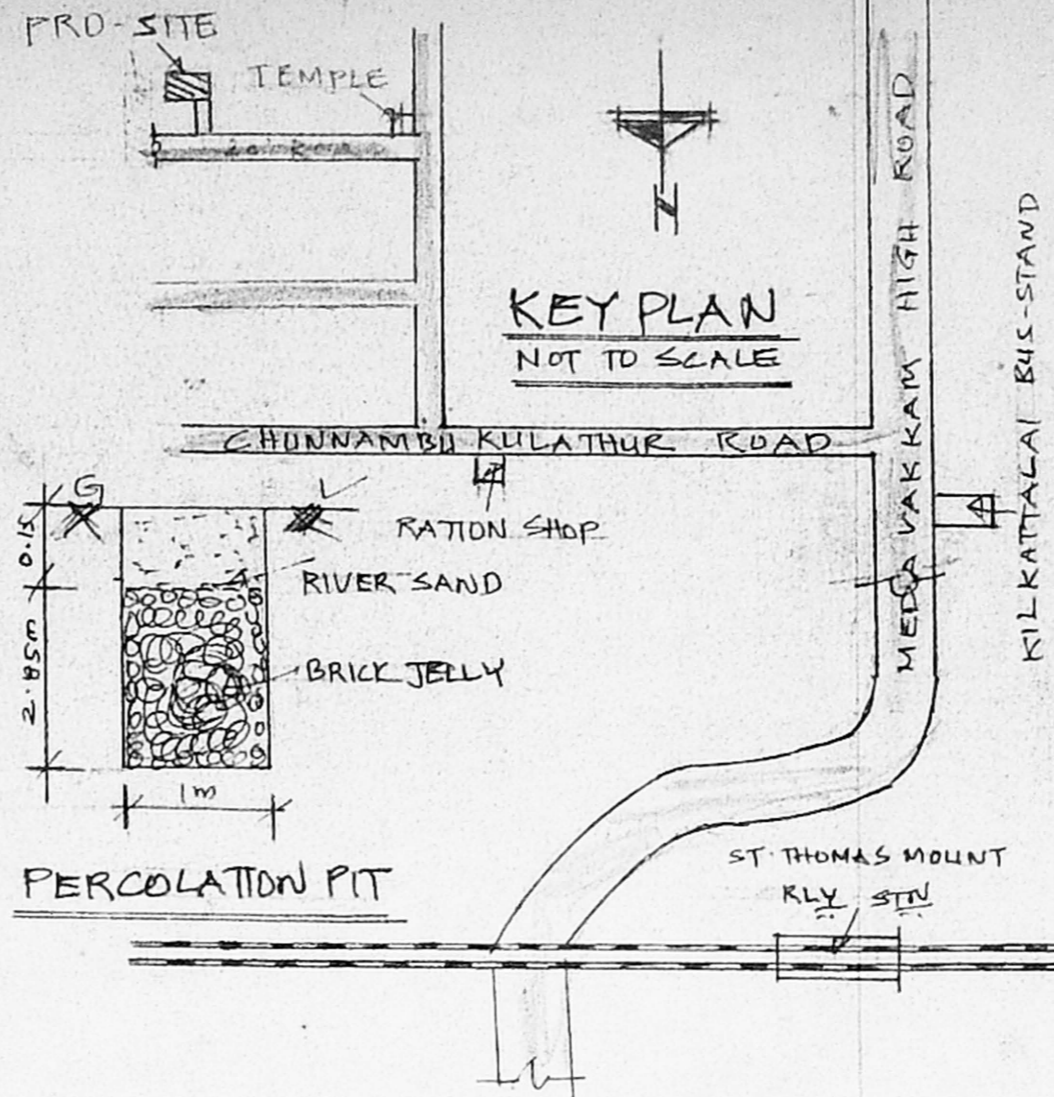 PRO-SITE
TEMPLE
N
KEY PLAN
NOT TO SCALE
MEDAVAKKAM HIGH ROAD
KILKATTALAI BUS-STAND
CHUNNAMBU KULATHUR ROAD
RATION SHOP
G L
0.15
RIVER SAND
2.85m
BRICK JELLY
1m
PERCOLATION PIT
ST. THOMAS MOUNT
RLY STN